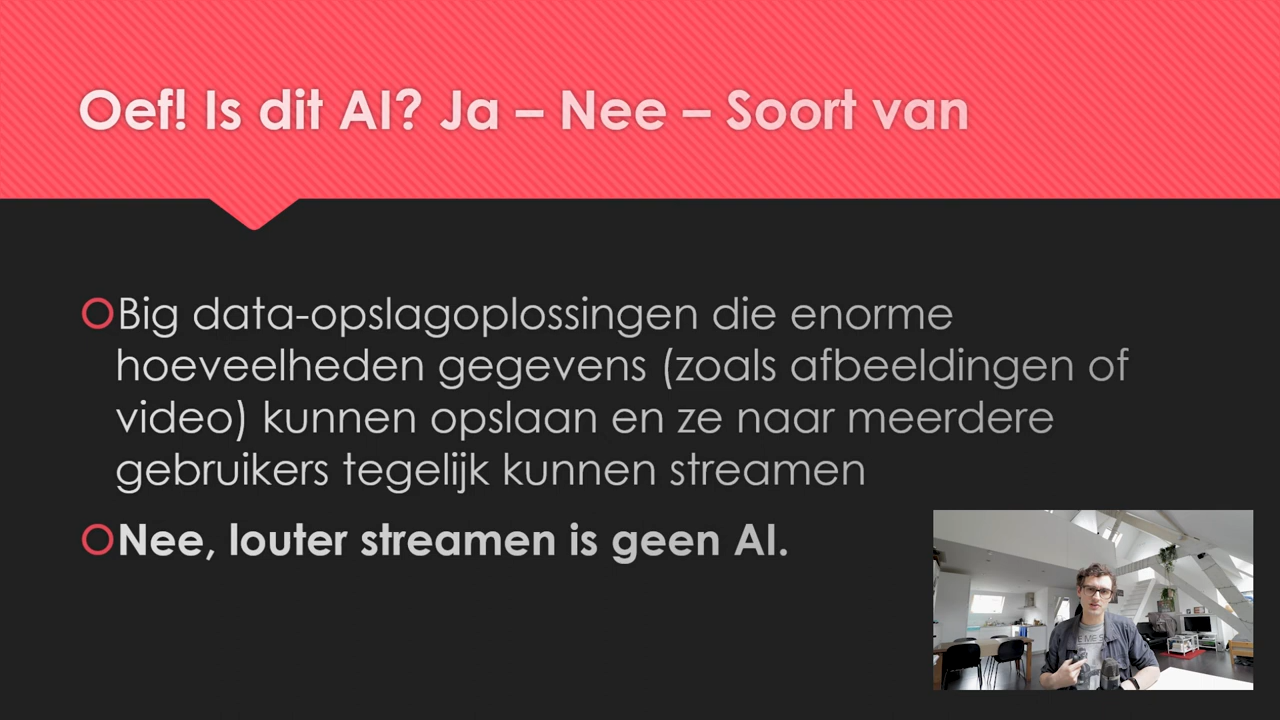 Oef! Is dit AI? Ja – Nee – Soort van
Big data-opslagoplossingen die enorme
hoeveelheden gegevens (zoals afbeeldingen of
video) kunnen opslaan en ze naar meerdere
gebruikers tegelijk kunnen streamen
Nee, louter streamen is geen AI.